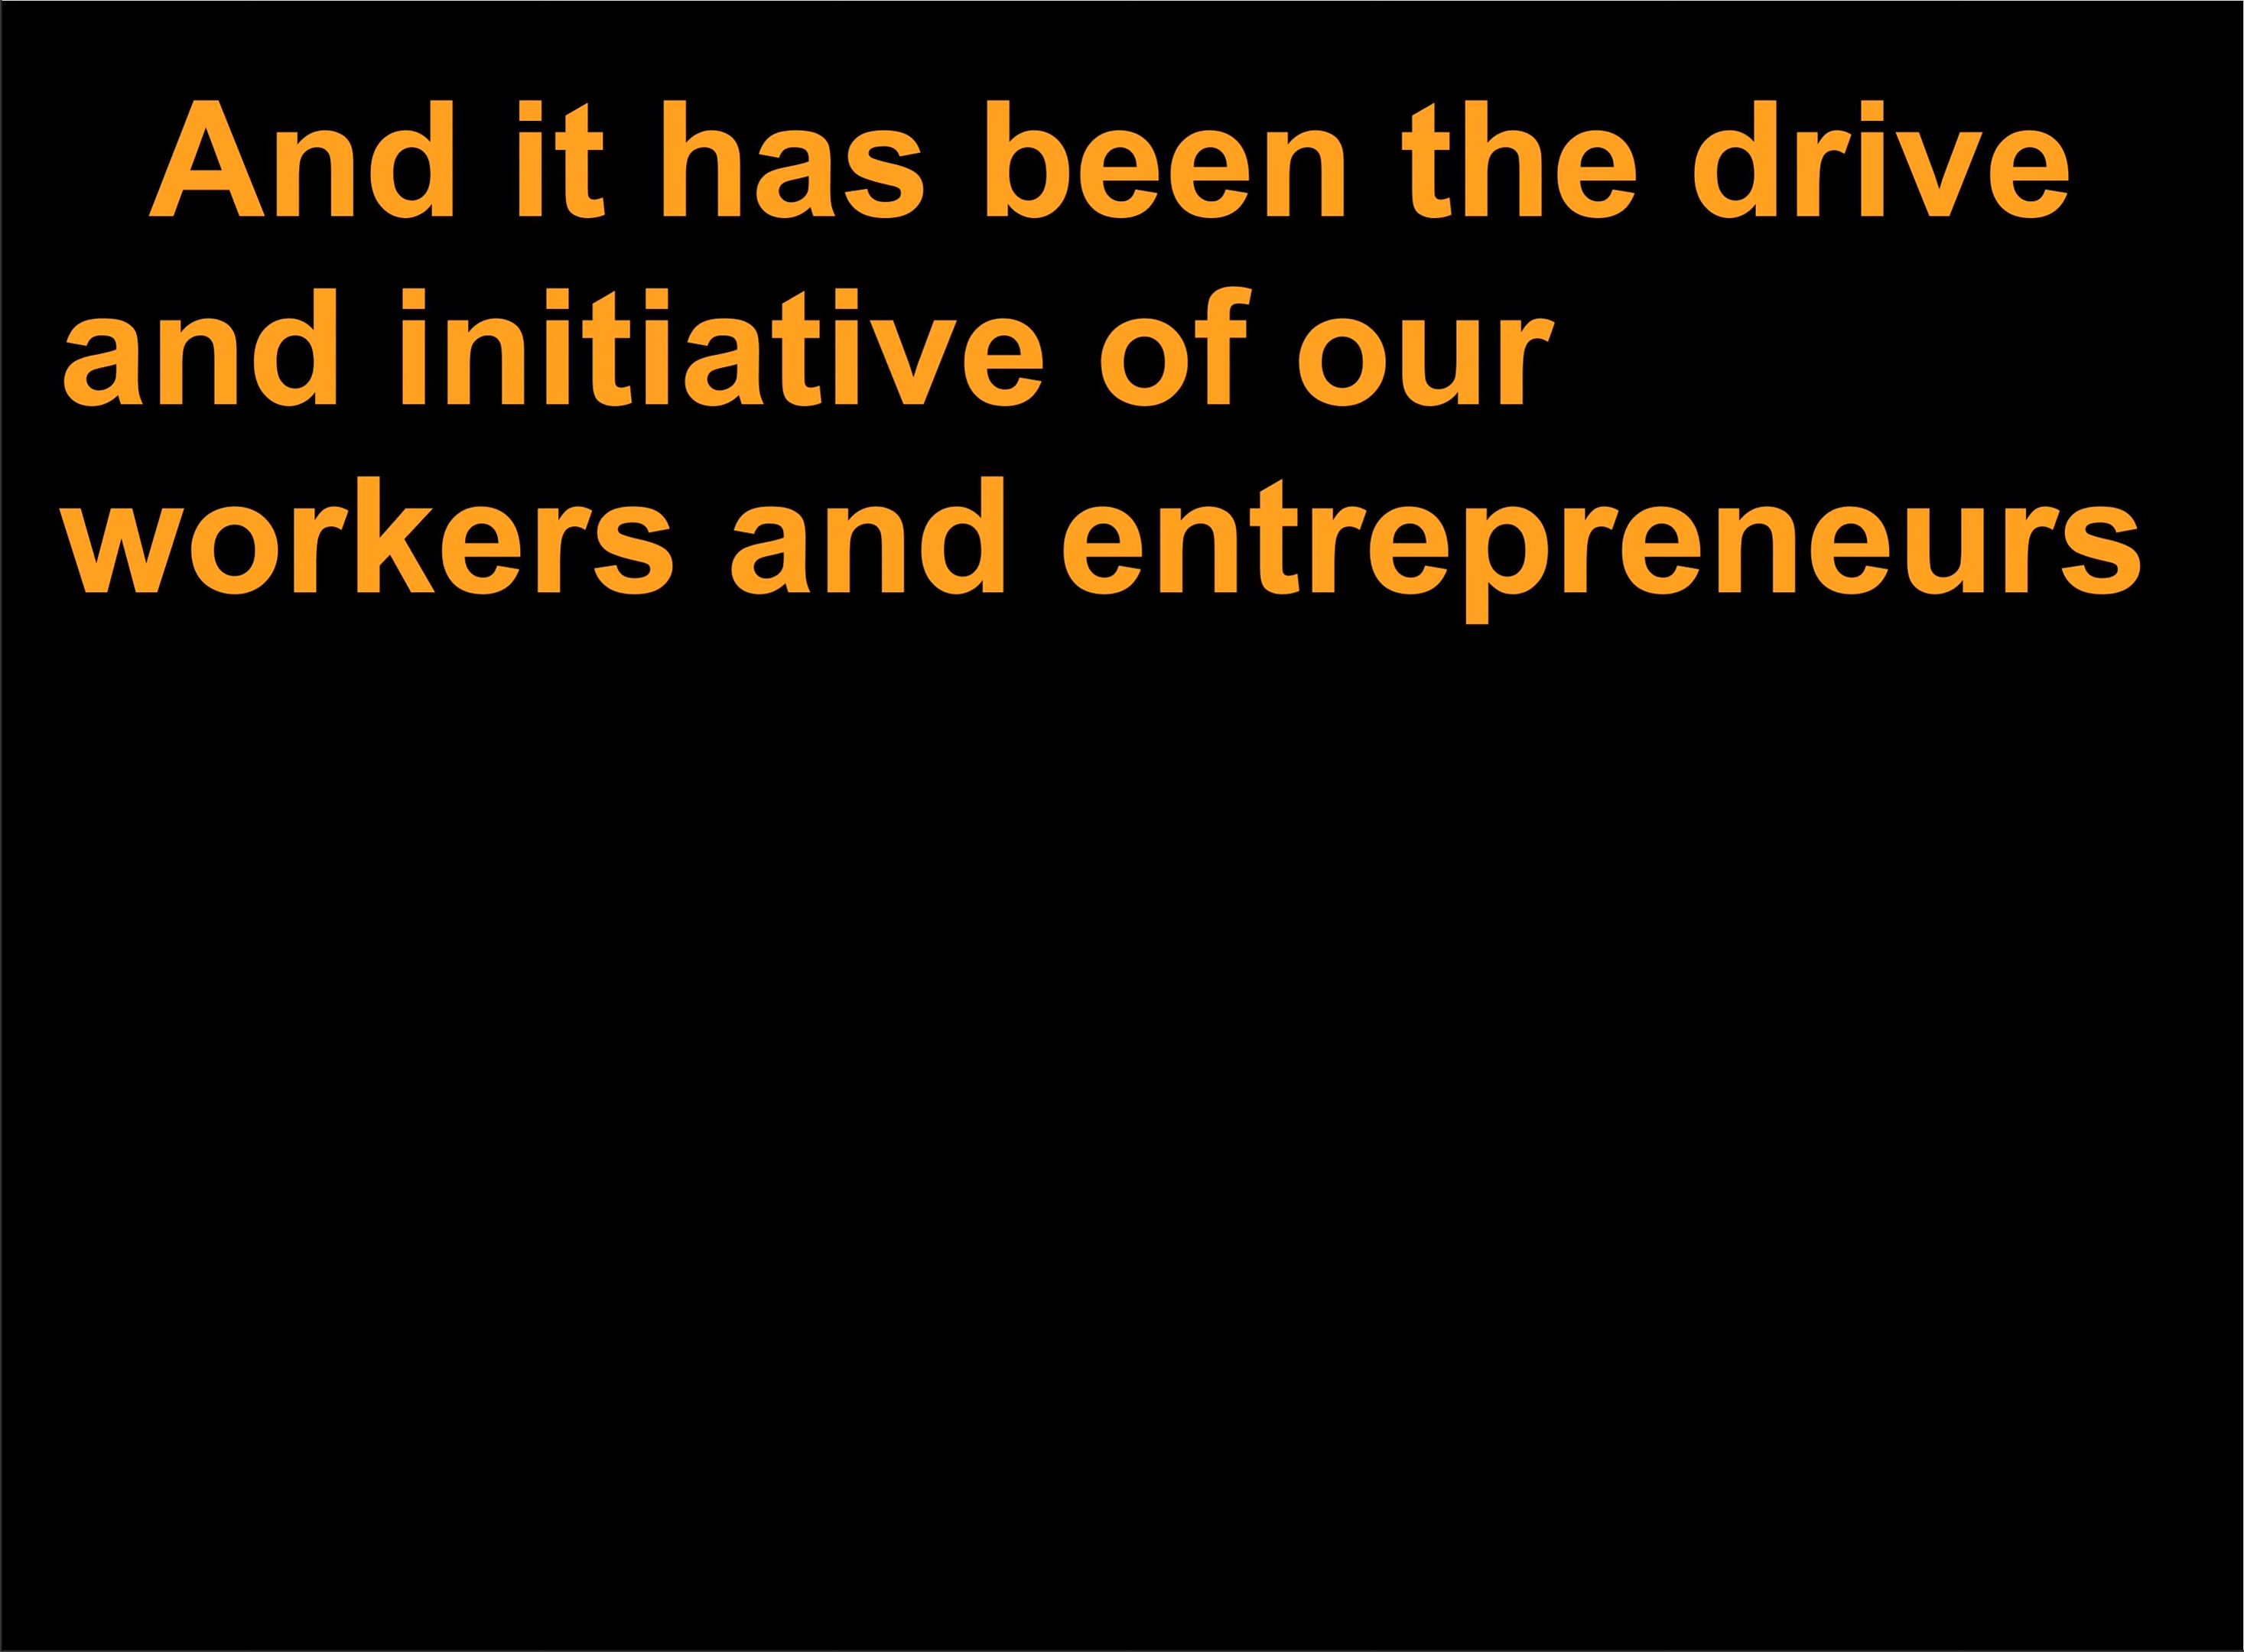 And it has been the drive
and initiative of our
workers and entrepreneurs